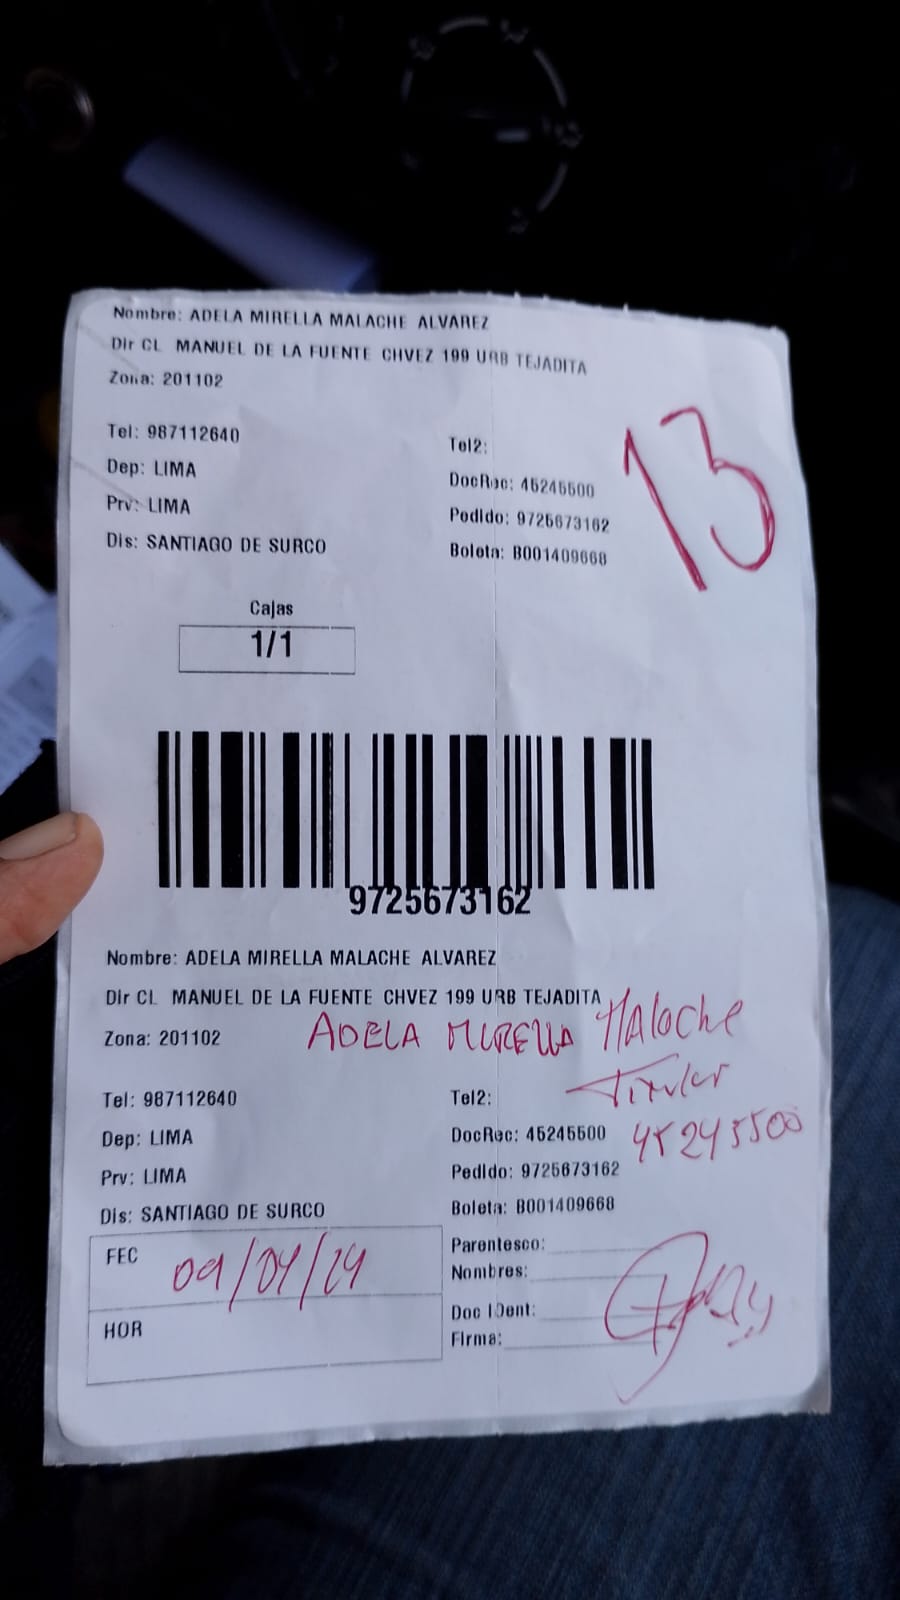 Nombre: ADELA MIRELLA MALACHE ALVAREZ
Dir CL MANUEL DE LA FUENTE CHVEZ 199 URB TEJADITA
Zona: 201102
13
Tel: 987112640
Tel2:
Dep: LIMA
DocRec: 45245500
Prv: LIMA
Pedido: 9725673162
Dis: SANTIAGO DE SURCO
Boleta: B001409668
Cajas
1/1
9725673162
Nombre: ADELA MIRELLA MALACHE ALVAREZ
Dir CL MANUEL DE LA FUENTE CHVEZ 199 URB TEJADITA
Zona: 201102
ADELA MIRELLA Malache
Titular
Tel: 987112640
Tel2:
Dep: LIMA
DocRec: 45245500
45245500
Prv: LIMA
Pedido: 9725673162
Dis: SANTIAGO DE SURCO
Boleta: B001409668
FEC
09/04/24
Parentesco:
Nombres:
HOR
Doc IDent:
Firma: